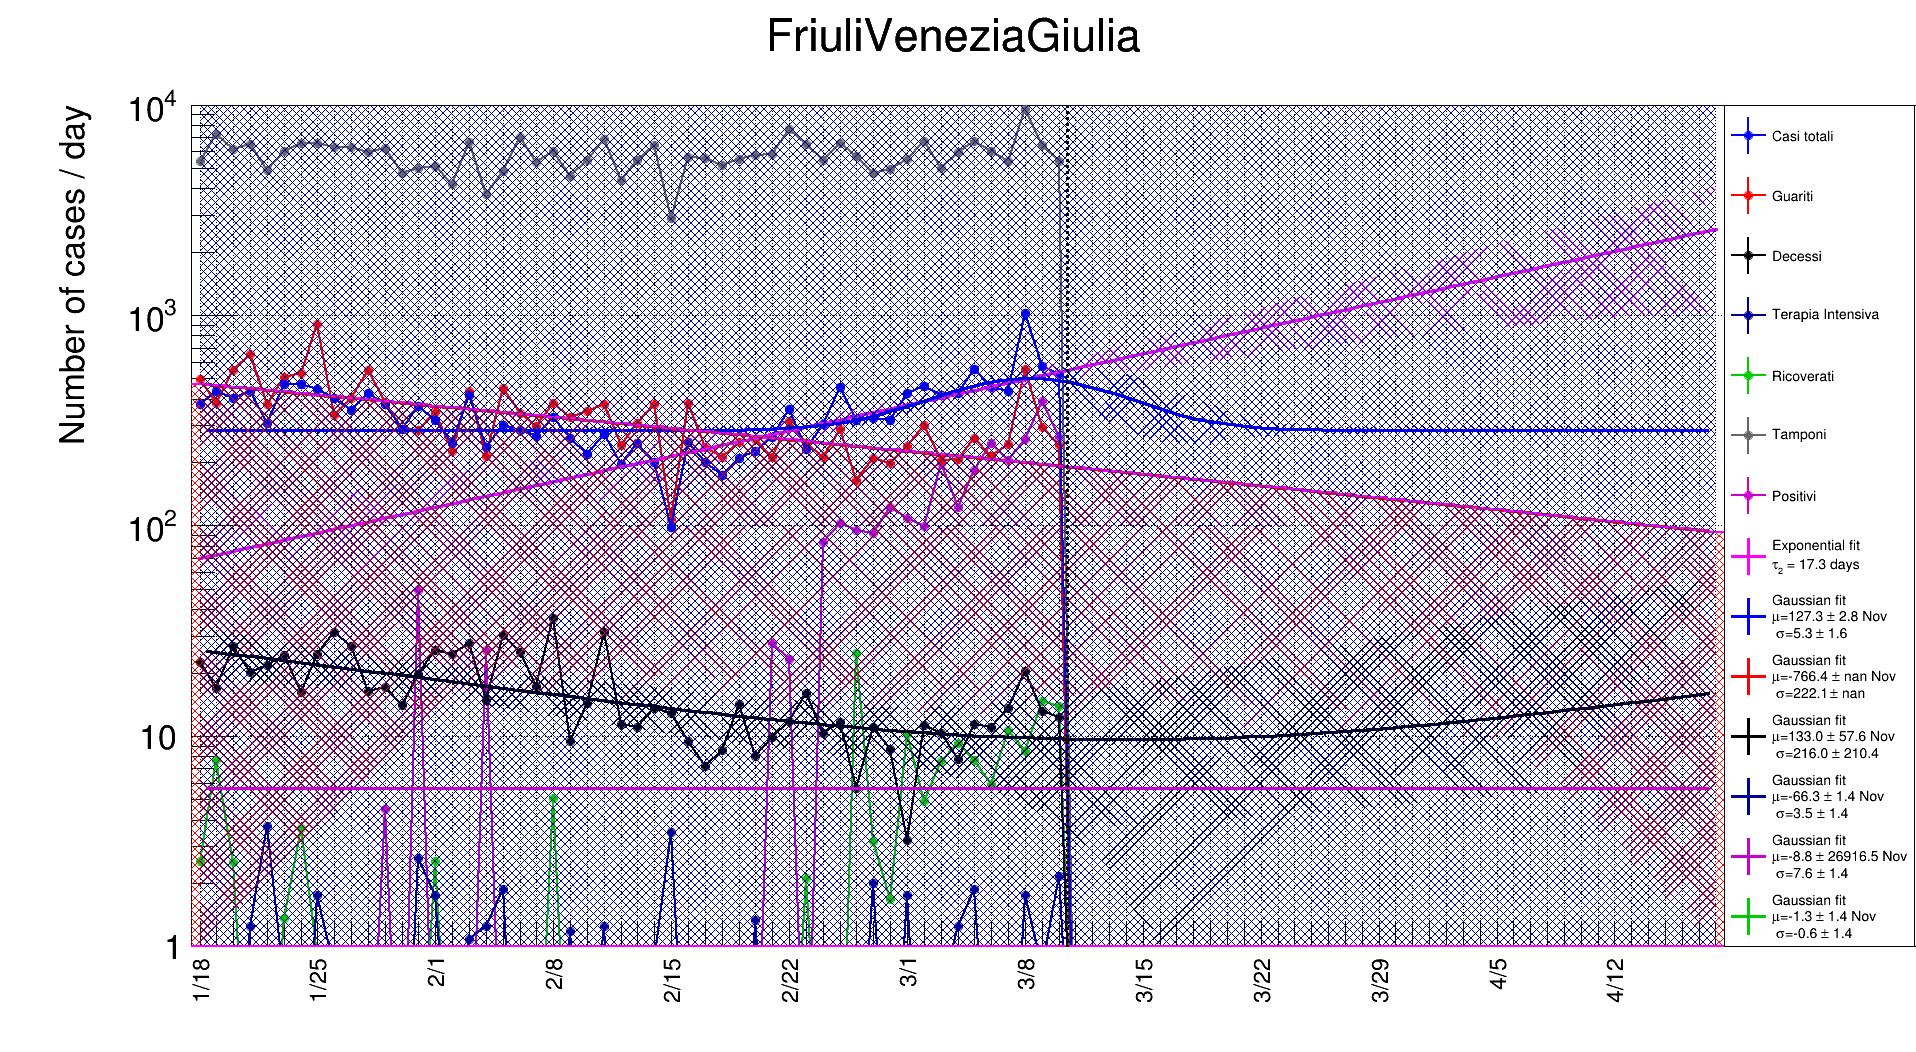 FriuliVeneziaGiulia
Number of cases / day
10^4
10^3
10^2
10
1
1/18
1/25
2/1
2/8
2/15
2/22
3/1
3/8
3/15
3/22
3/29
4/5
4/12
Casi totali
Guariti
Decessi
Terapia Intensiva
Ricoverati
Tamponi
Positivi
Exponential fit
τ₂ = 17.3 days
Gaussian fit
μ=127.3 ± 2.8 Nov
σ=5.3 ± 1.6
Gaussian fit
μ=-766.4 ± nan Nov
σ=222.1 ± nan
Gaussian fit
μ=133.0 ± 57.6 Nov
σ=216.0 ± 210.4
Gaussian fit
μ=-66.3 ± 1.4 Nov
σ=3.5 ± 1.4
Gaussian fit
μ=-8.8 ± 26916.5 Nov
σ=7.6 ± 1.4
Gaussian fit
μ=-1.3 ± 1.4 Nov
σ=-0.6 ± 1.4